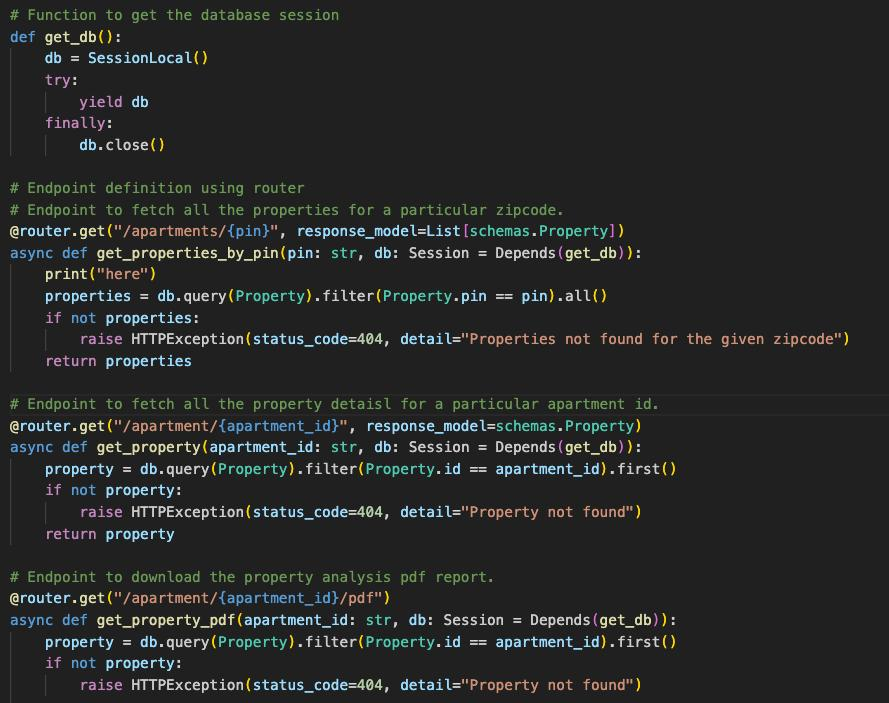 # Function to get the database session
def get_db():
    db = SessionLocal()
    try:
        yield db
    finally:
        db.close()

# Endpoint definition using router
# Endpoint to fetch all the properties for a particular zipcode.
@router.get("/apartments/{pin}", response_model=List[schemas.Property])
async def get_properties_by_pin(pin: str, db: Session = Depends(get_db)):
    print("here")
    properties = db.query(Property).filter(Property.pin == pin).all()
    if not properties:
        raise HTTPException(status_code=404, detail="Properties not found for the given zipcode")
    return properties

# Endpoint to fetch all the property detaisl for a particular apartment id.
@router.get("/apartment/{apartment_id}", response_model=schemas.Property)
async def get_property(apartment_id: str, db: Session = Depends(get_db)):
    property = db.query(Property).filter(Property.id == apartment_id).first()
    if not property:
        raise HTTPException(status_code=404, detail="Property not found")
    return property

# Endpoint to download the property analysis pdf report.
@router.get("/apartment/{apartment_id}/pdf")
async def get_property_pdf(apartment_id: str, db: Session = Depends(get_db)):
    property = db.query(Property).filter(Property.id == apartment_id).first()
    if not property:
        raise HTTPException(status_code=404, detail="Property not found")